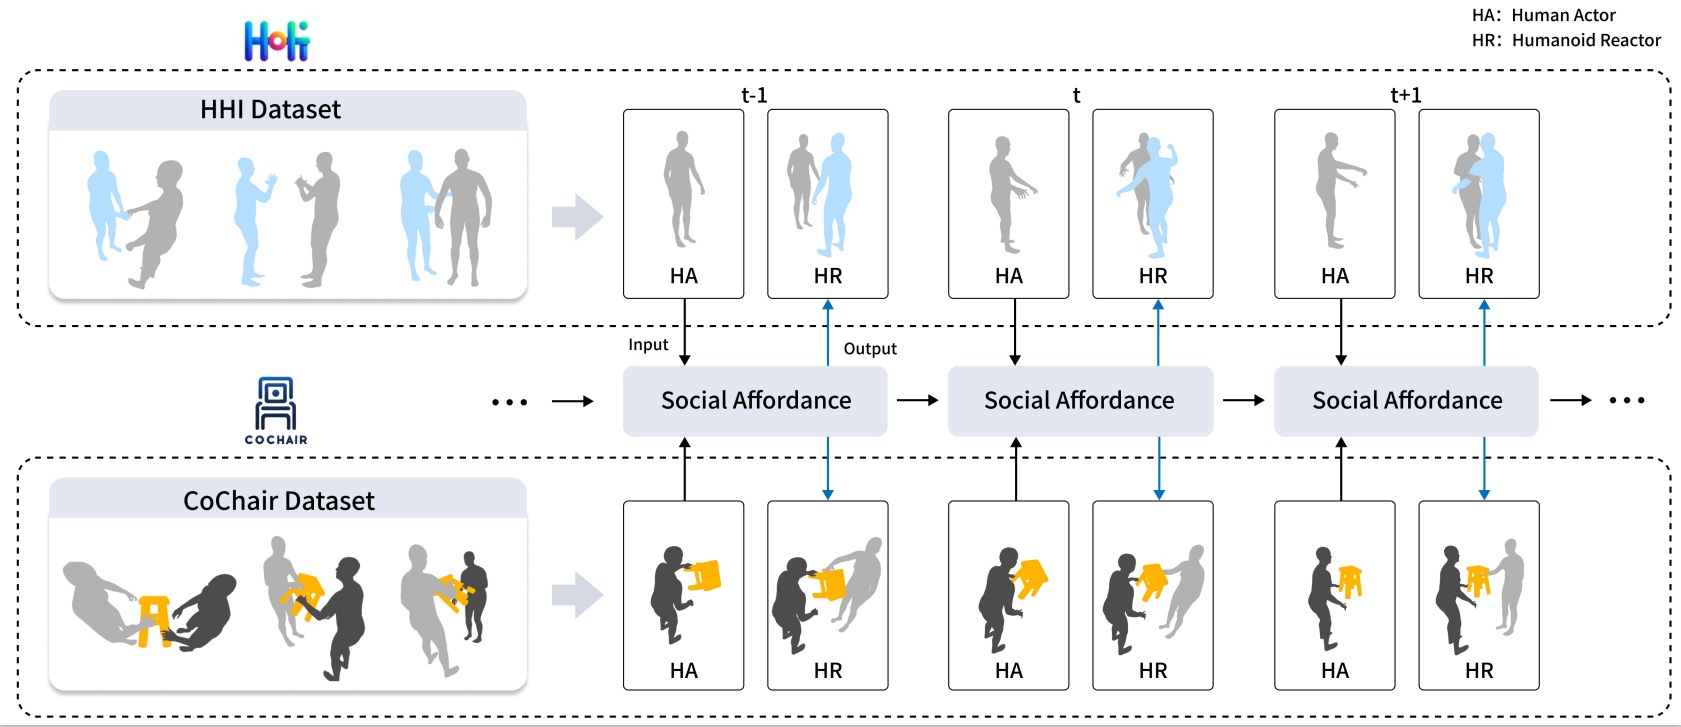 HHI
HA: Human Actor
HR: Humanoid Reactor
HHI Dataset
t-1
t
t+1
HA
HR
HA
HR
HA
HR
Input
Output
COCHAIR
...
Social Affordance
Social Affordance
Social Affordance
...
CoChair Dataset
HA
HR
HA
HR
HA
HR